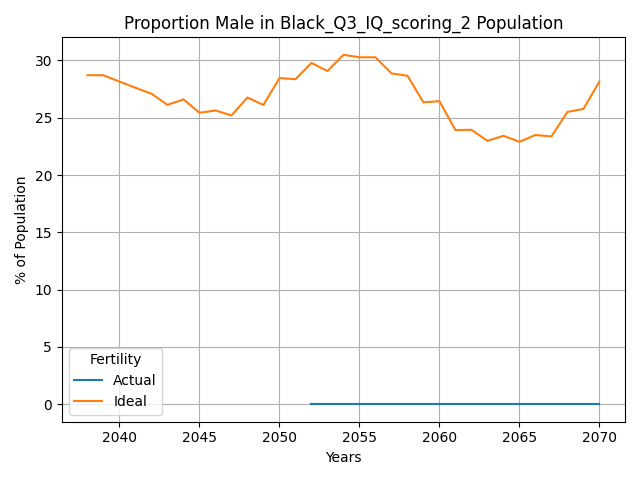 Proportion Male in Black_Q3_IQ_scoring_2 Population
% of Population
30
25
20
15
10
5
0
Fertility
Actual
Ideal
2040 2045 2050 2055 2060 2065 2070
Years